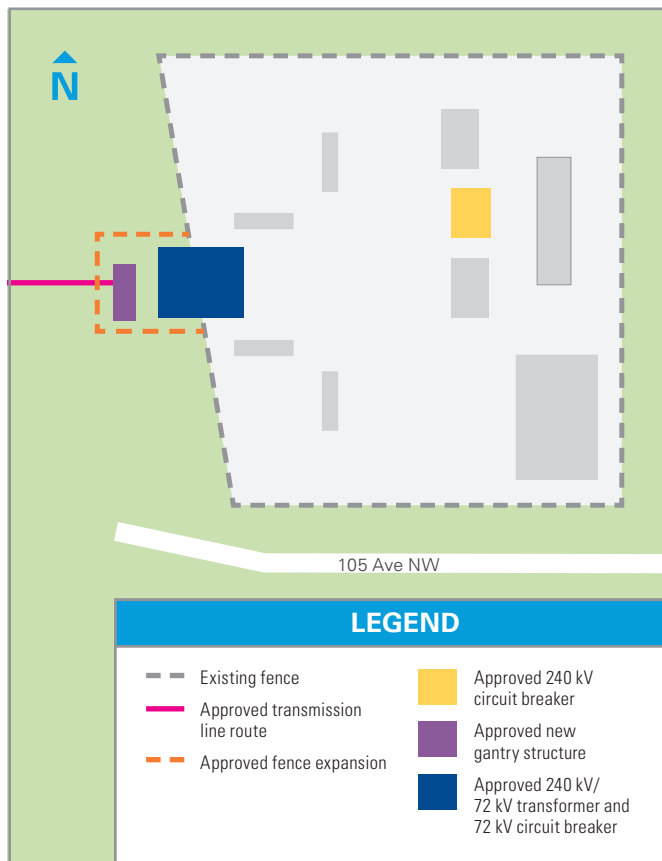 N
105 Ave NW
LEGEND
Existing fence
Approved transmission
line route
Approved fence expansion
Approved 240 kV
circuit breaker
Approved new
gantry structure
Approved 240 kV/
72 kV transformer and
72 kV circuit breaker